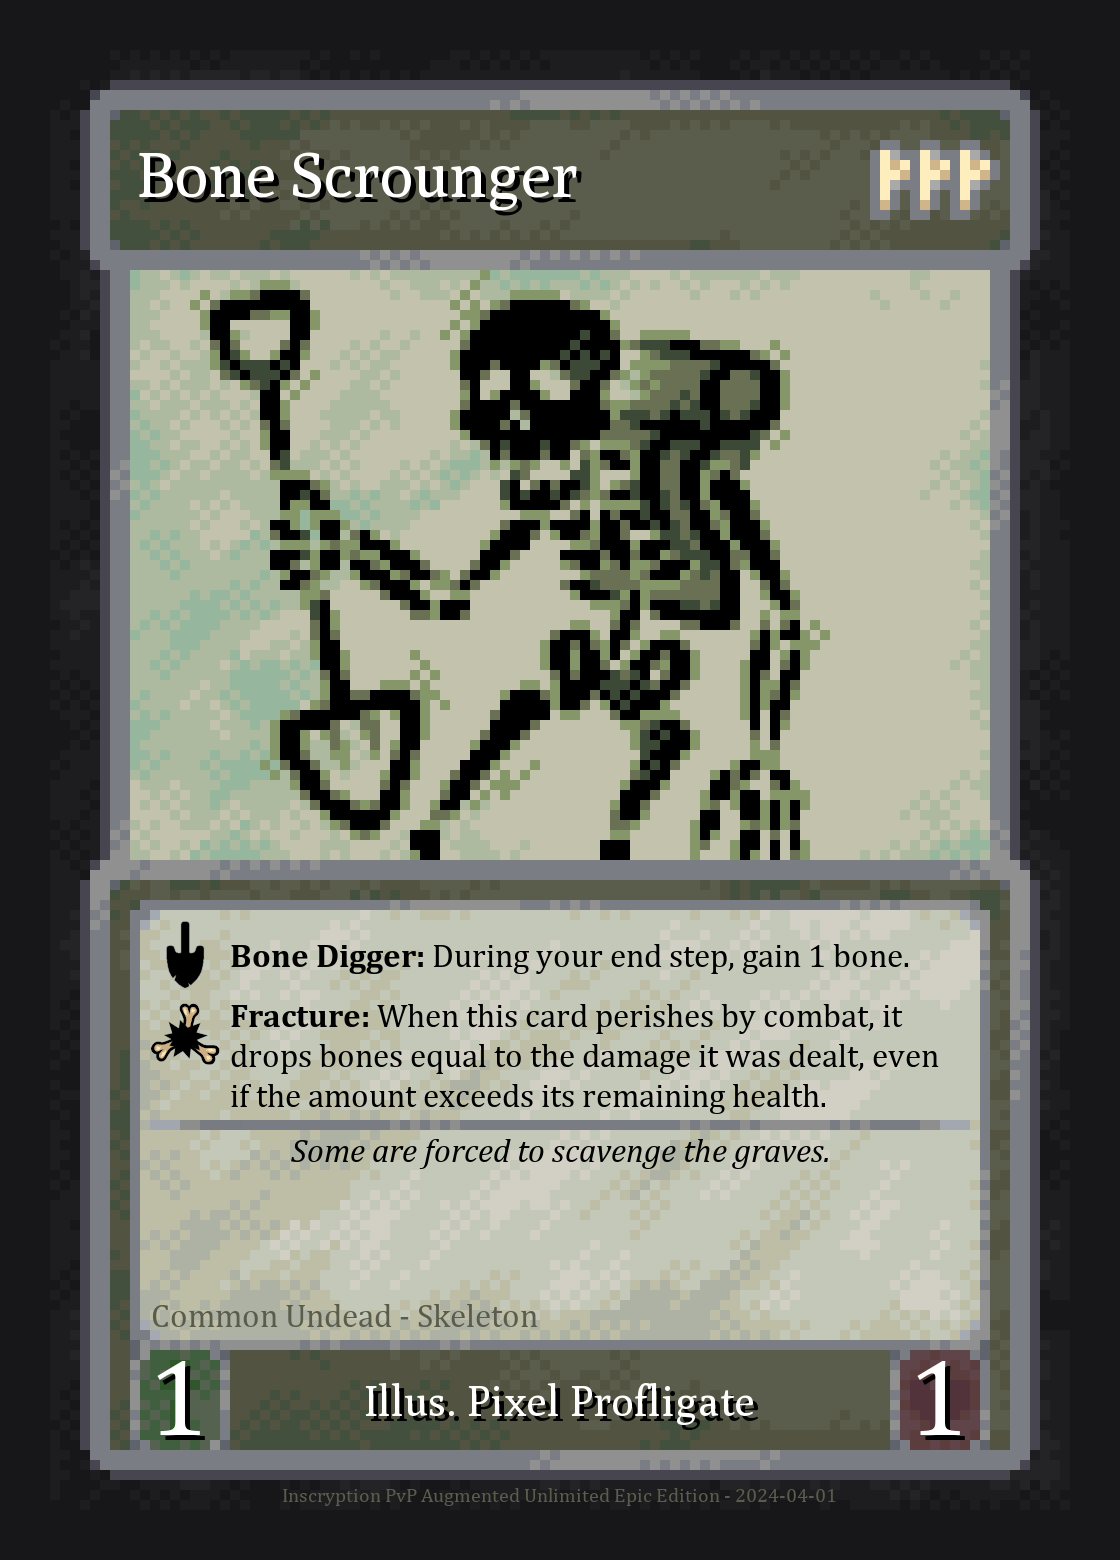 Bone Scrounger
Bone Digger: During your end step, gain 1 bone.
Fracture: When this card perishes by combat, it
drops bones equal to the damage it was dealt, even
if the amount exceeds its remaining health.
Some are forced to scavenge the graves.
Common Undead - Skeleton
1
Illus. Pixel Profligate
1
Inscryption PvP Augmented Unlimited Epic Edition - 2024-04-01